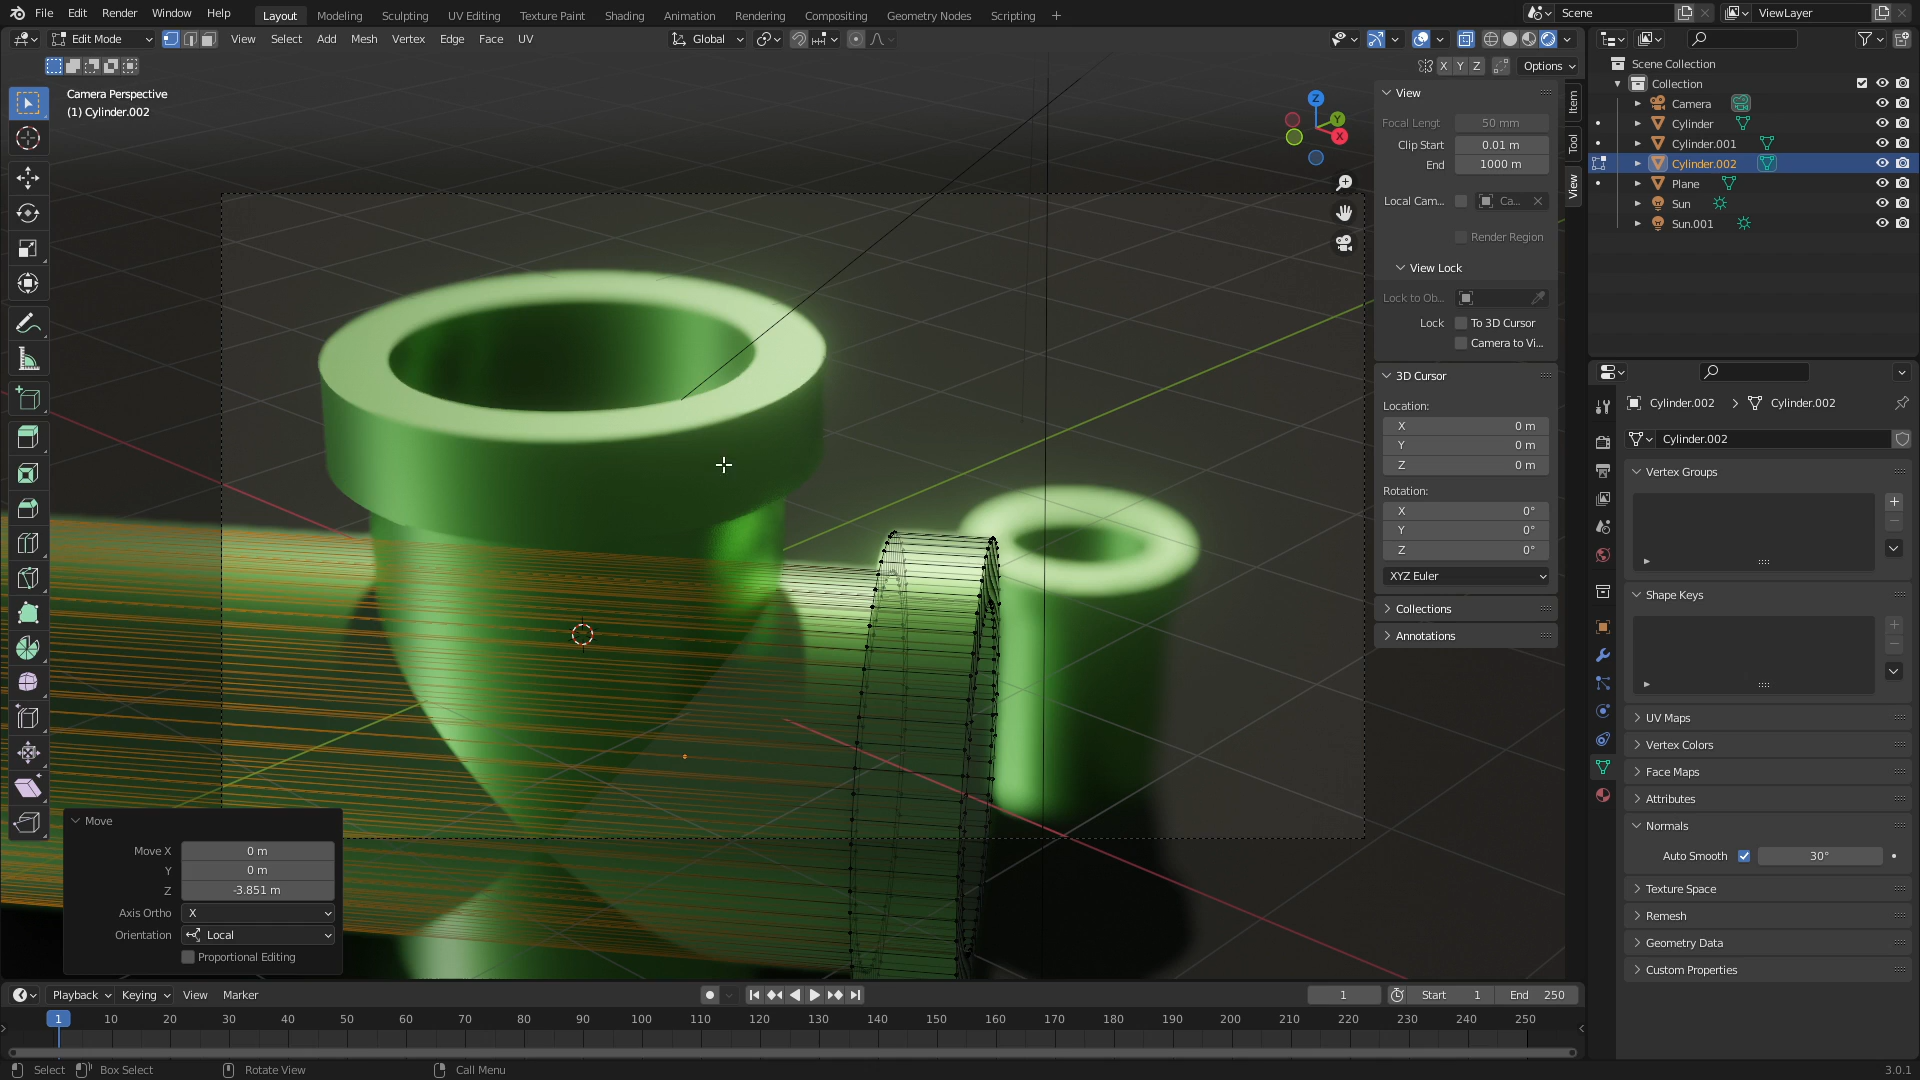 File Edit Render Window Help Layout Modeling Sculpting UV Editing Texture Paint Shading Animation Rendering Compositing Geometry Nodes Scripting + Scene ViewLayer
Edit Mode View Select Add Mesh Vertex Edge Face UV Global
X Y Z Options
Camera Perspective
(1) Cylinder.002
Z
Y
X
View
Focal Lengt 50 mm
Clip Start 0.01 m
End 1000 m
Local Cam... Ca...
Render Region
View Lock
Lock to Ob...
Lock To 3D Cursor
Camera to Vi...
3D Cursor
Location:
X 0 m
Y 0 m
Z 0 m
Rotation:
X 0°
Y 0°
Z 0°
XYZ Euler
Collections
Annotations
Item
Tool
View
Scene Collection
Collection
Camera
Cylinder
Cylinder.001
Cylinder.002
Plane
Sun
Sun.001
Cylinder.002 Cylinder.002
Cylinder.002
Vertex Groups
Shape Keys
UV Maps
Vertex Colors
Face Maps
Attributes
Normals
Auto Smooth 30°
Texture Space
Remesh
Geometry Data
Custom Properties
Move
Move X 0 m
Y 0 m
Z -3.851 m
Axis Ortho X
Orientation Local
Proportional Editing
Playback Keying View Marker 1 Start 1 End 250
1 10 20 30 40 50 60 70 80 90 100 110 120 130 140 150 160 170 180 190 200 210 220 230 240 250
Select Box Select Rotate View Call Menu 3.0.1